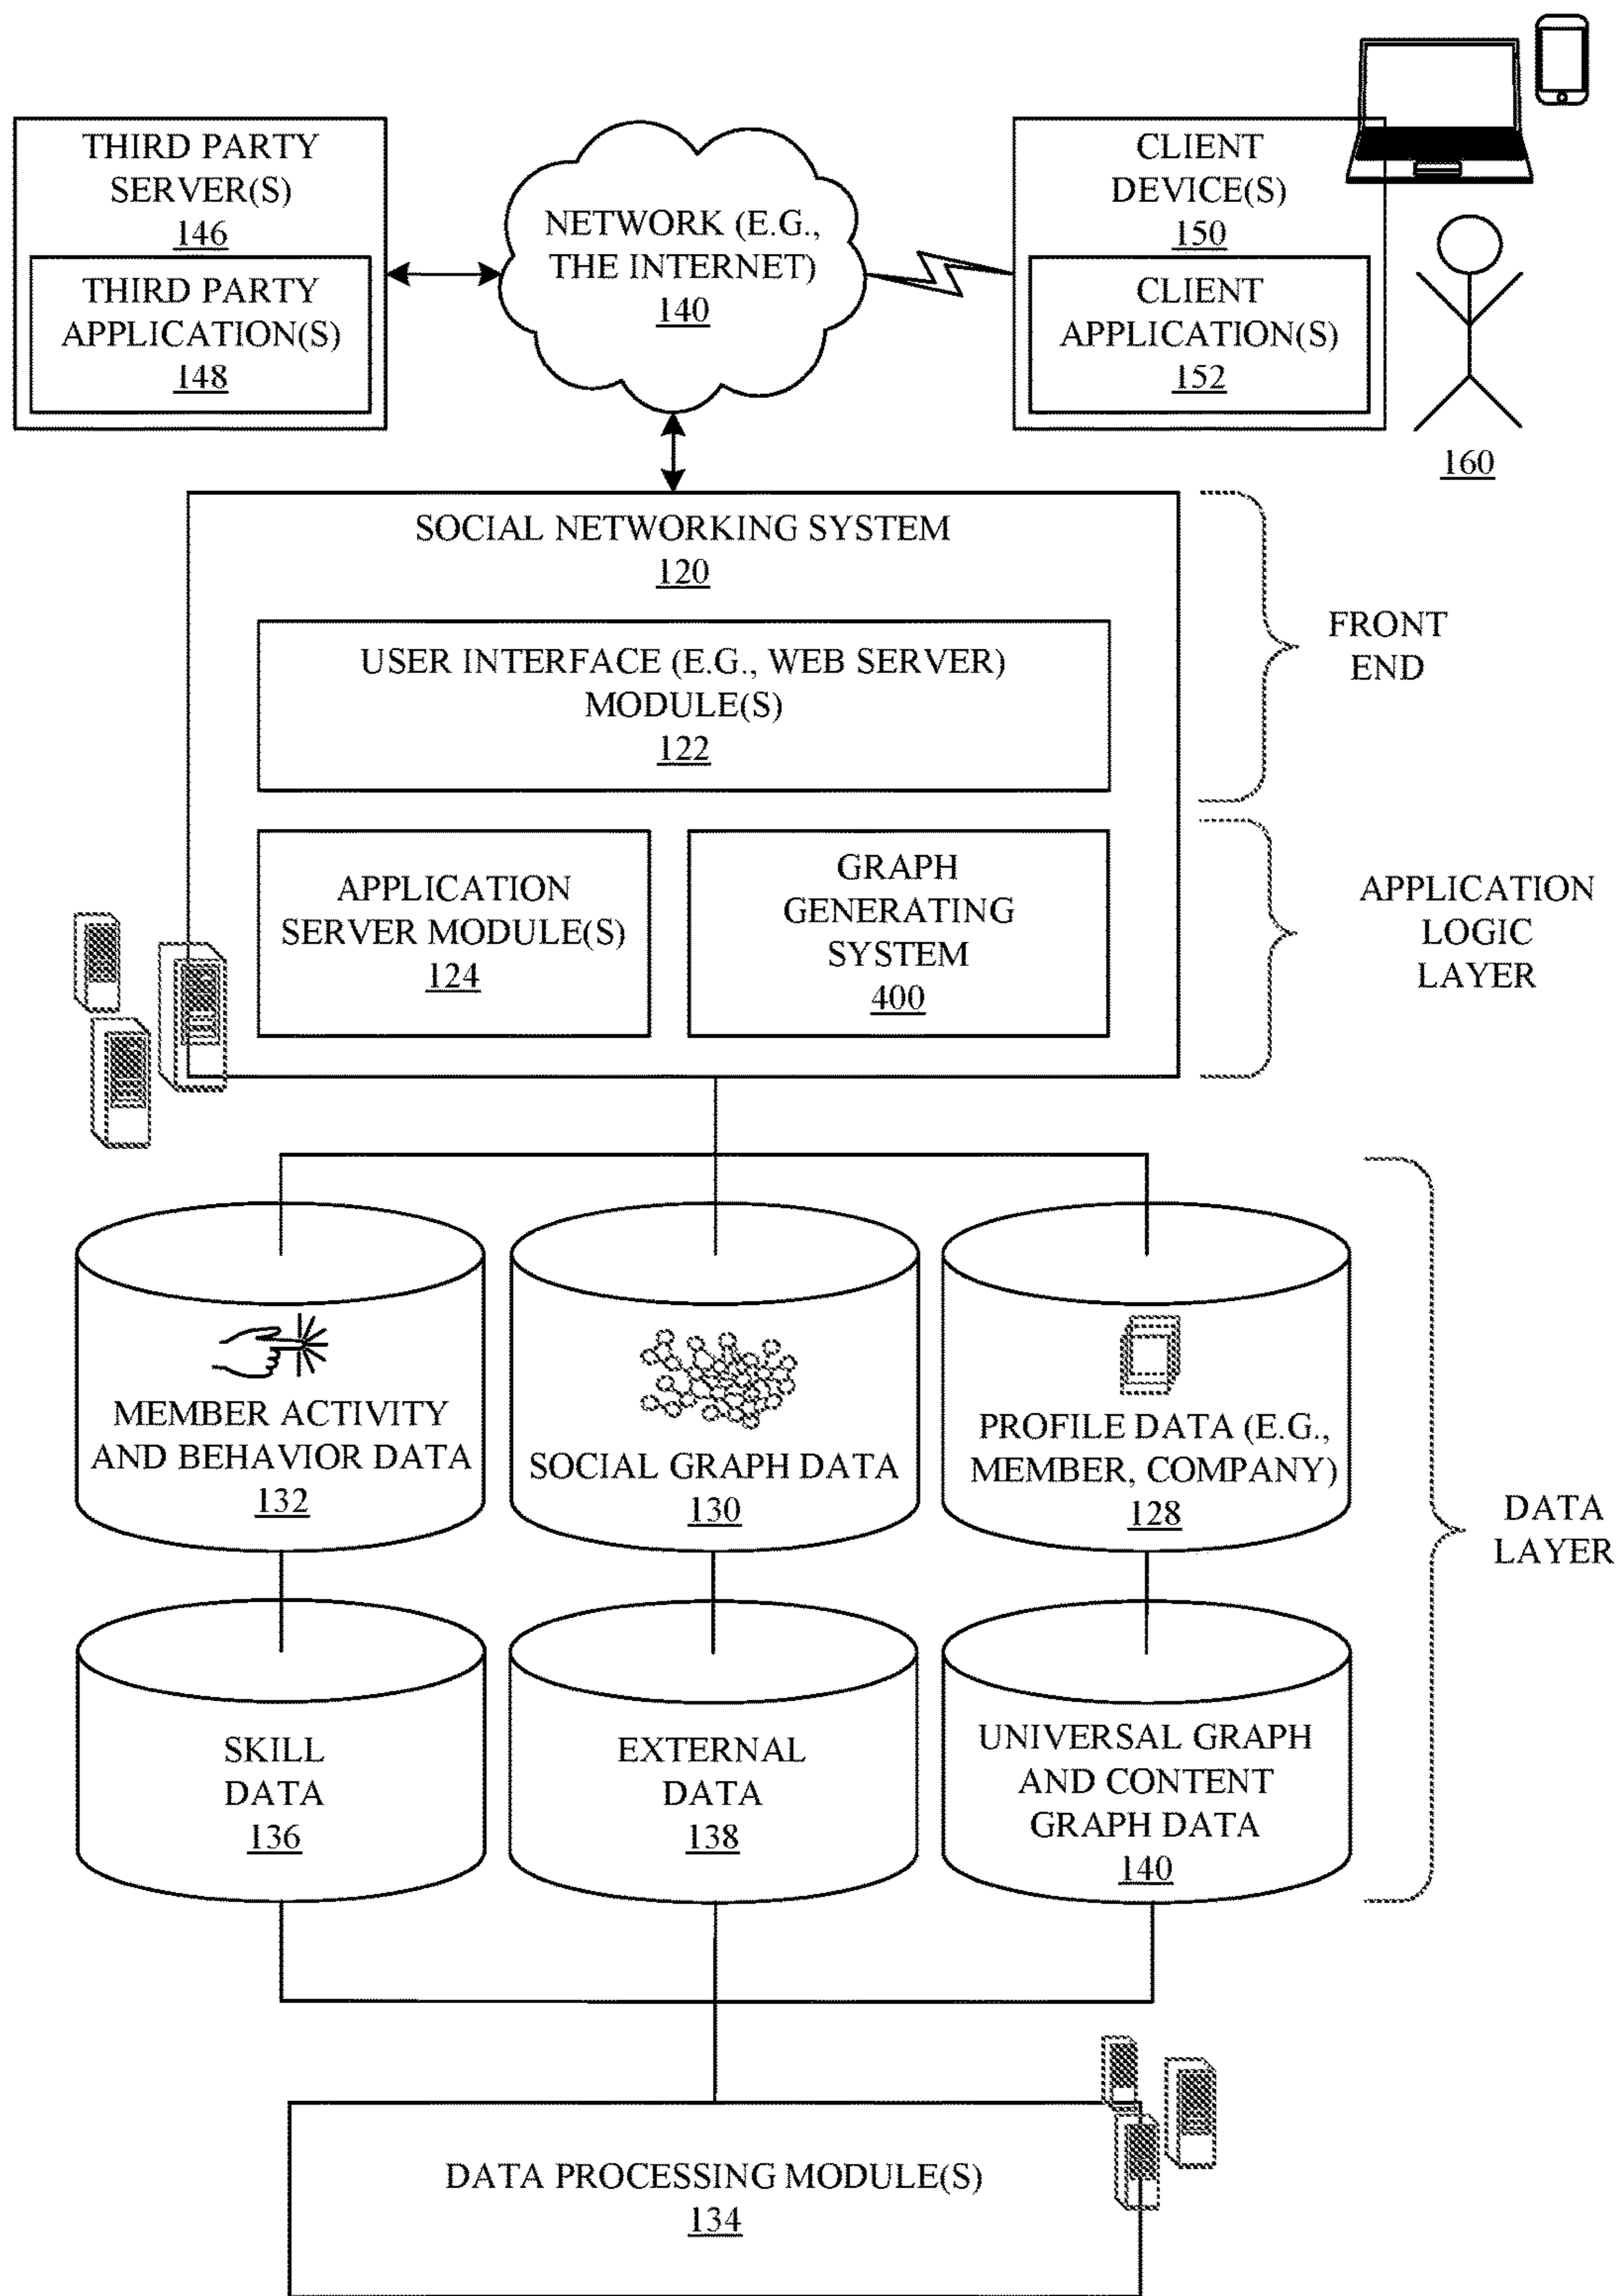 THIRD PARTY
SERVER(S)
146
THIRD PARTY
APPLICATION(S)
148
NETWORK (E.G.,
THE INTERNET)
140
CLIENT
DEVICE(S)
150
CLIENT
APPLICATION(S)
152
160
SOCIAL NETWORKING SYSTEM
120
USER INTERFACE (E.G., WEB SERVER)
MODULE(S)
122
FRONT
END
APPLICATION
SERVER MODULE(S)
124
GRAPH
GENERATING
SYSTEM
400
APPLICATION
LOGIC
LAYER
MEMBER ACTIVITY
AND BEHAVIOR DATA
132
SOCIAL GRAPH DATA
130
PROFILE DATA (E.G.,
MEMBER, COMPANY)
128
DATA
LAYER
SKILL
DATA
136
EXTERNAL
DATA
138
UNIVERSAL GRAPH
AND CONTENT
GRAPH DATA
140
DATA PROCESSING MODULE(S)
134